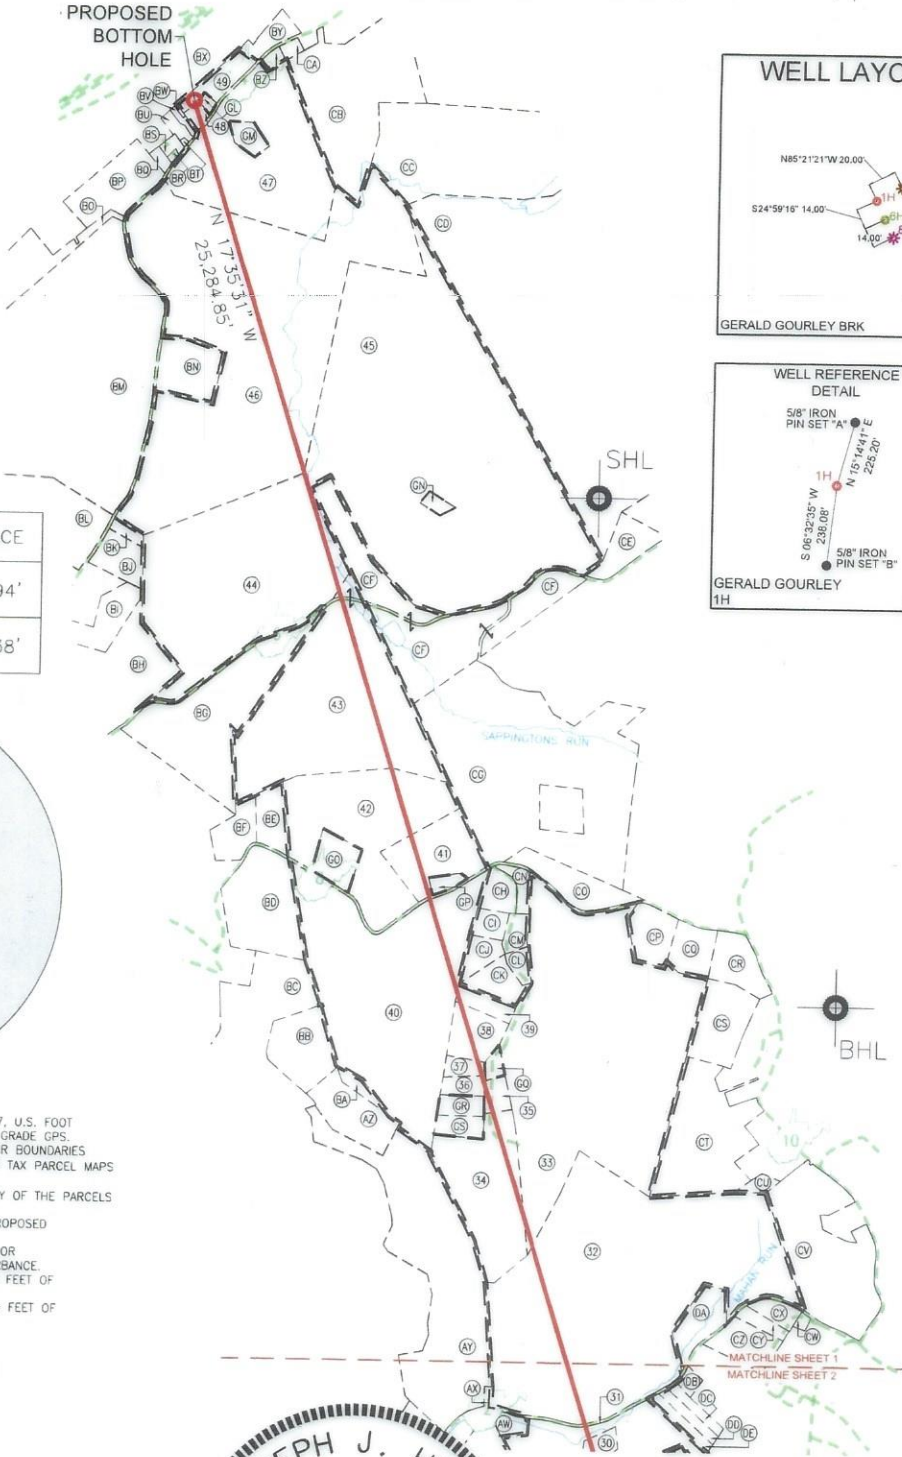 PROPOSED
BOTTOM
HOLE
BX
BY
BZ
CA
49
BW
BV
BU
BS
BQ
BR
BT
BP
BO
48
GL
GM
47
CB
CC
CD
N 17°35'31" W
25,284.85'
45
46
BN
BM
GN
SHL
CE
CF
CF
CF
BL
BK
BJ
BI
BH
44
BG
43
SAPPINGTONS RUN
CG
42
BF
BE
GO
41
GP
CH
CN
CO
CI
CM
CJ
CL
CK
BD
BC
BB
BA
AZ
40
38
39
37
36
GQ
GR
35
GS
CP
CQ
CR
CS
CT
CU
CV
BHL
10
34
33
32
MAHAN RUN
DA
CX
CZ
CY
CW
AY
MATCHLINE SHEET 1
MATCHLINE SHEET 2
AX
AW
31
30
DB
DC
DD
DE
WELL LAYO
N85°21'21"W 20.00'
1H
S24°59'16" 14.00'
6H
14.00'
GERALD GOURLEY BRK
WELL REFERENCE
DETAIL
5/8" IRON
PIN SET "A"
N 15°14'41" E
225.20'
1H
S 06°32'35" W
238.08'
5/8" IRON
PIN SET "B"
GERALD GOURLEY
1H
CE
94'
38'
7, U.S. FOOT
GRADE GPS.
R BOUNDARIES
TAX PARCEL MAPS
Y OF THE PARCELS
ROPOSED
OR
RBANCE.
FEET OF
FEET OF
EPH J.